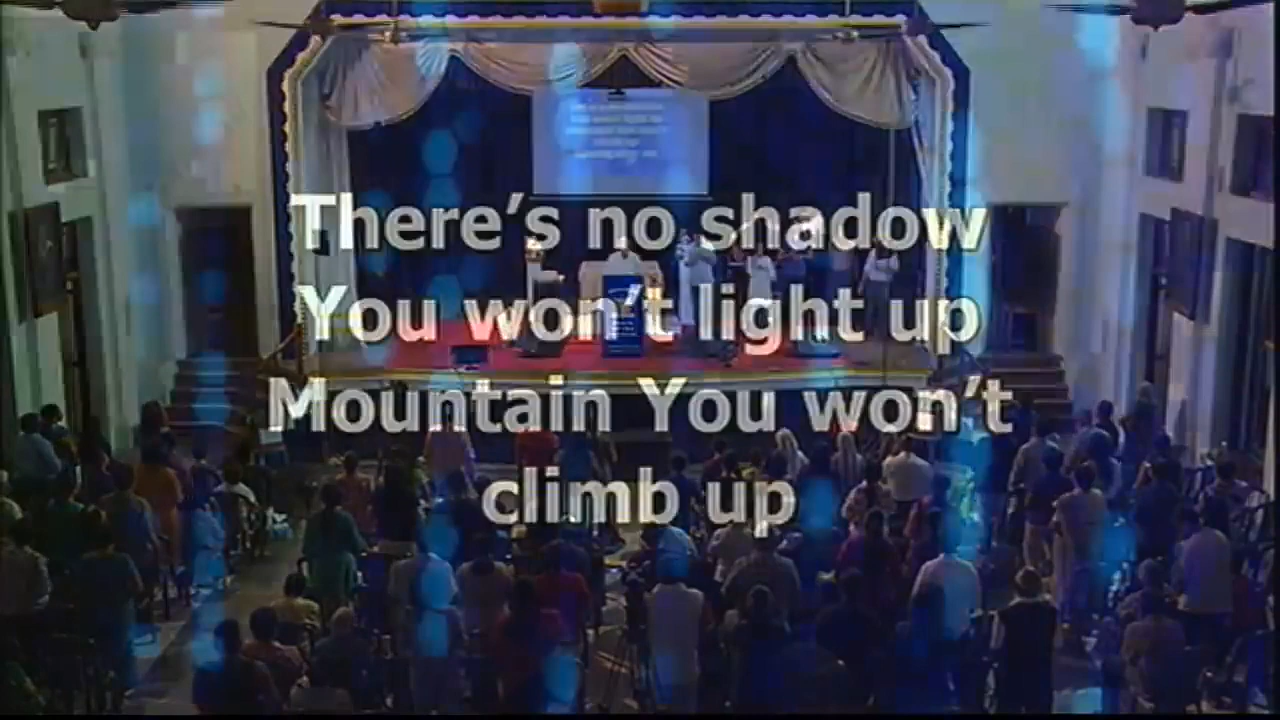 There's no shadow
You won't light up
Mountain You won't
climb up